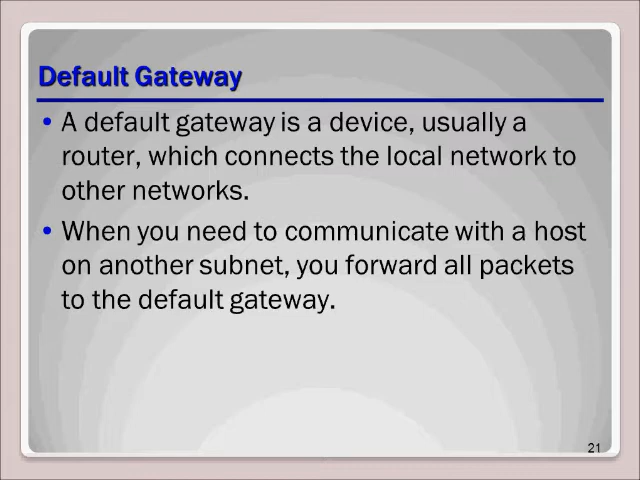 Default Gateway
• A default gateway is a device, usually a
router, which connects the local network to
other networks.
• When you need to communicate with a host
on another subnet, you forward all packets
to the default gateway.
21